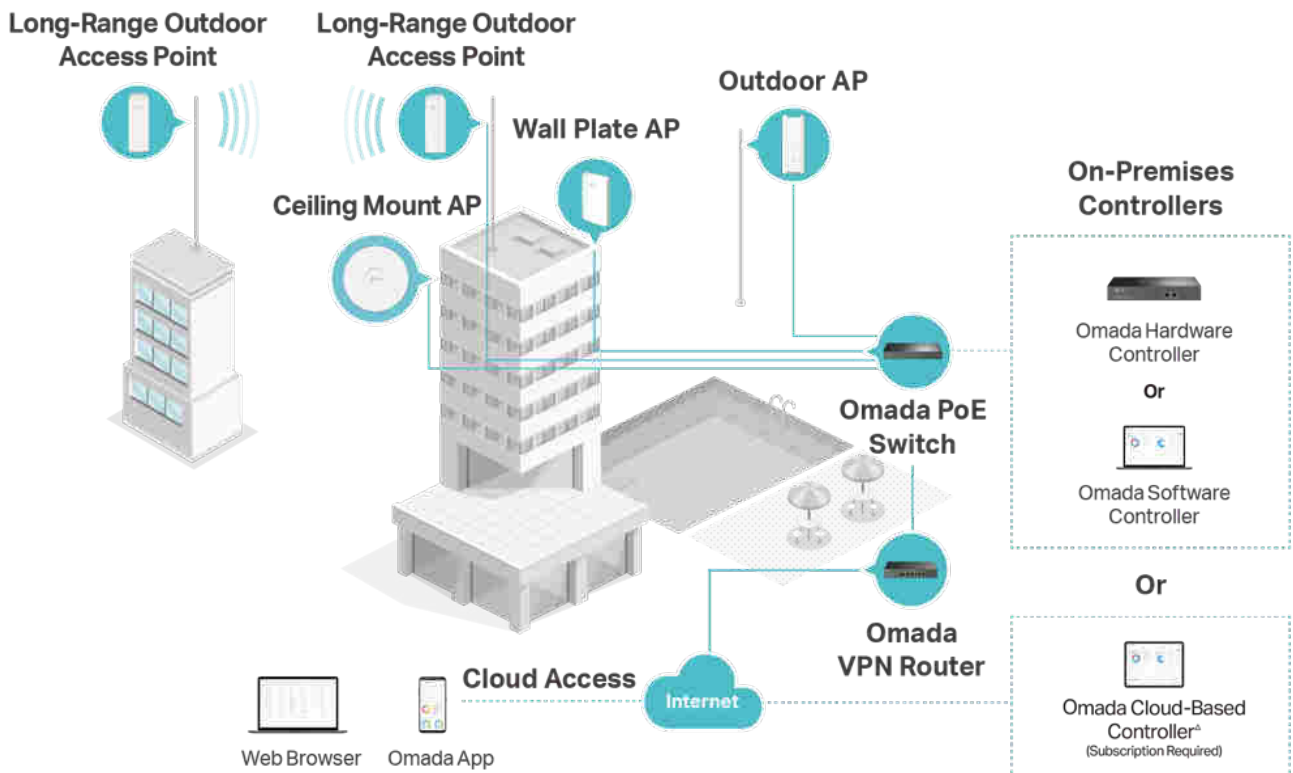 Long-Range Outdoor
Access Point
Long-Range Outdoor
Access Point
Outdoor AP
Wall Plate AP
Ceiling Mount AP
On-Premises
Controllers
Omada Hardware
Controller
Or
Omada Software
Controller
Omada PoE
Switch
Or
Omada
VPN Router
Cloud Access
Internet
Web Browser
Omada App
Omada Cloud-Based
Controller△
(Subscription Required)